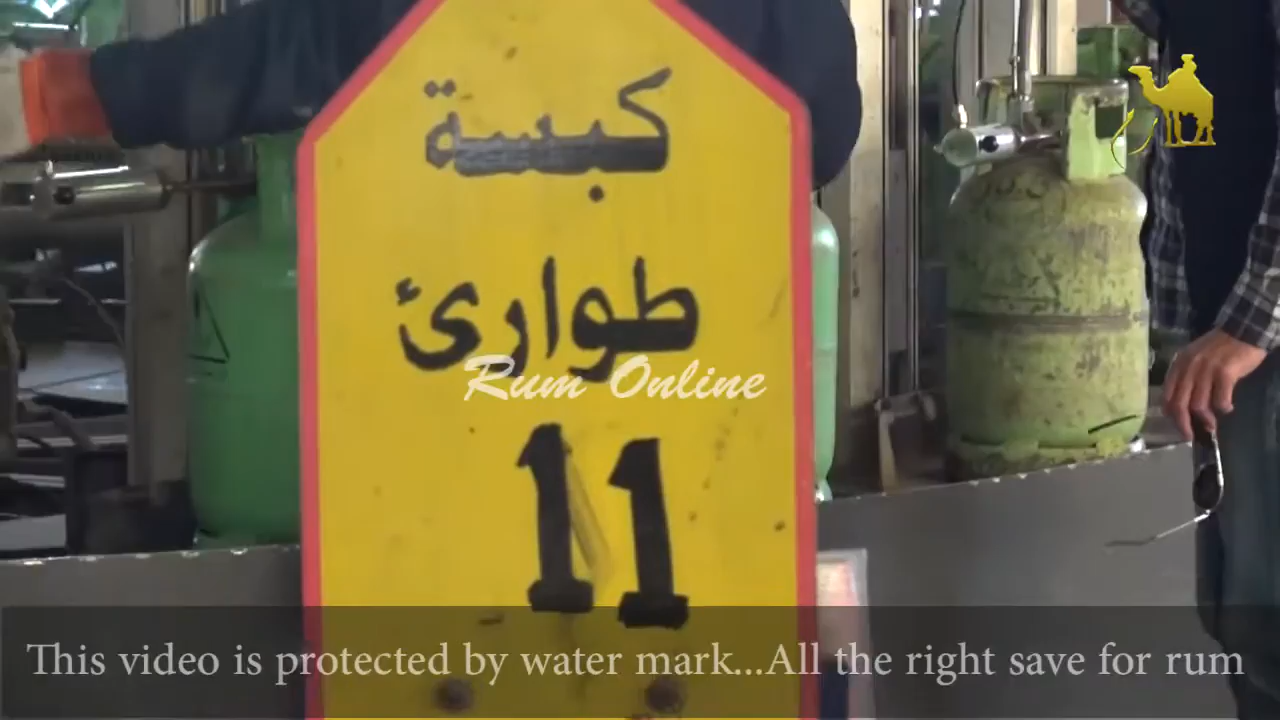 كبسة
طوارئ
Rum Online
11
This video is protected by water mark...All the right save for rum